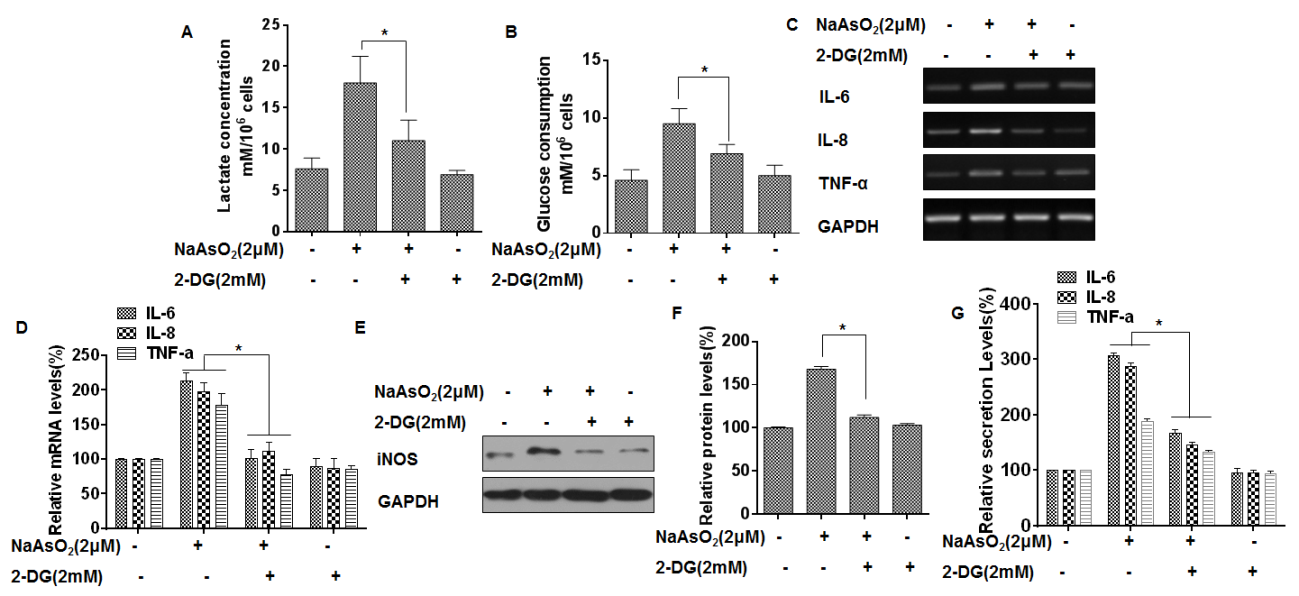 A
Lactate concentration
mM/10⁶ cells
25
20
15
10
5
0
*
NaAsO₂(2μM) - + + -
2-DG(2mM) - - + +
B
Glucose consumption
mM/10⁶ cells
15
10
5
0
*
NaAsO₂(2μM) - + + -
2-DG(2mM) - - + +
C
NaAsO₂(2μM) - + + -
2-DG(2mM) - - + +
IL-6
IL-8
TNF-α
GAPDH
D
IL-6
IL-8
TNF-a
Relative mRNA levels(%)
250
200
150
100
50
0
*
NaAsO₂(2μM) - + + -
2-DG(2mM) - - + +
E
NaAsO₂(2μM) - + + -
2-DG(2mM) - - + +
iNOS
GAPDH
F
Relative protein levels(%)
200
150
100
50
0
*
NaAsO₂(2μM) - + + -
2-DG(2mM) - - + +
G
IL-6
IL-8
TNF-a
Relative secretion Levels(%)
400
300
200
100
0
*
NaAsO₂(2μM) - + + -
2-DG(2mM) - - + +